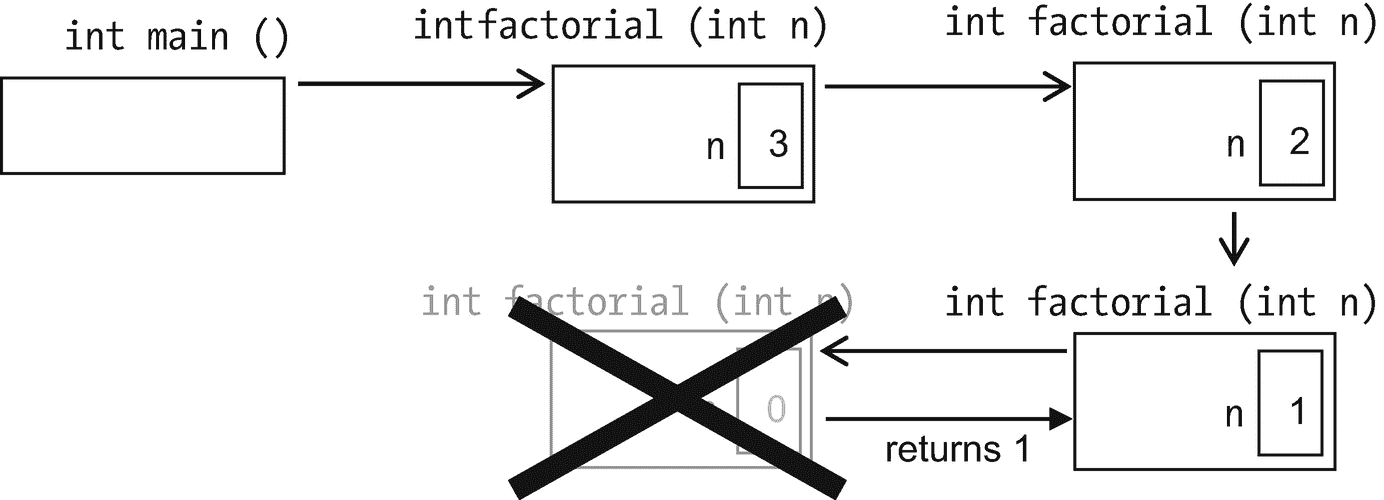 int main ()
intfactorial (int n)
int factorial (int n)
n 3
n 2
int factorial (int n)
int factorial (int n)
0
n 1
returns 1